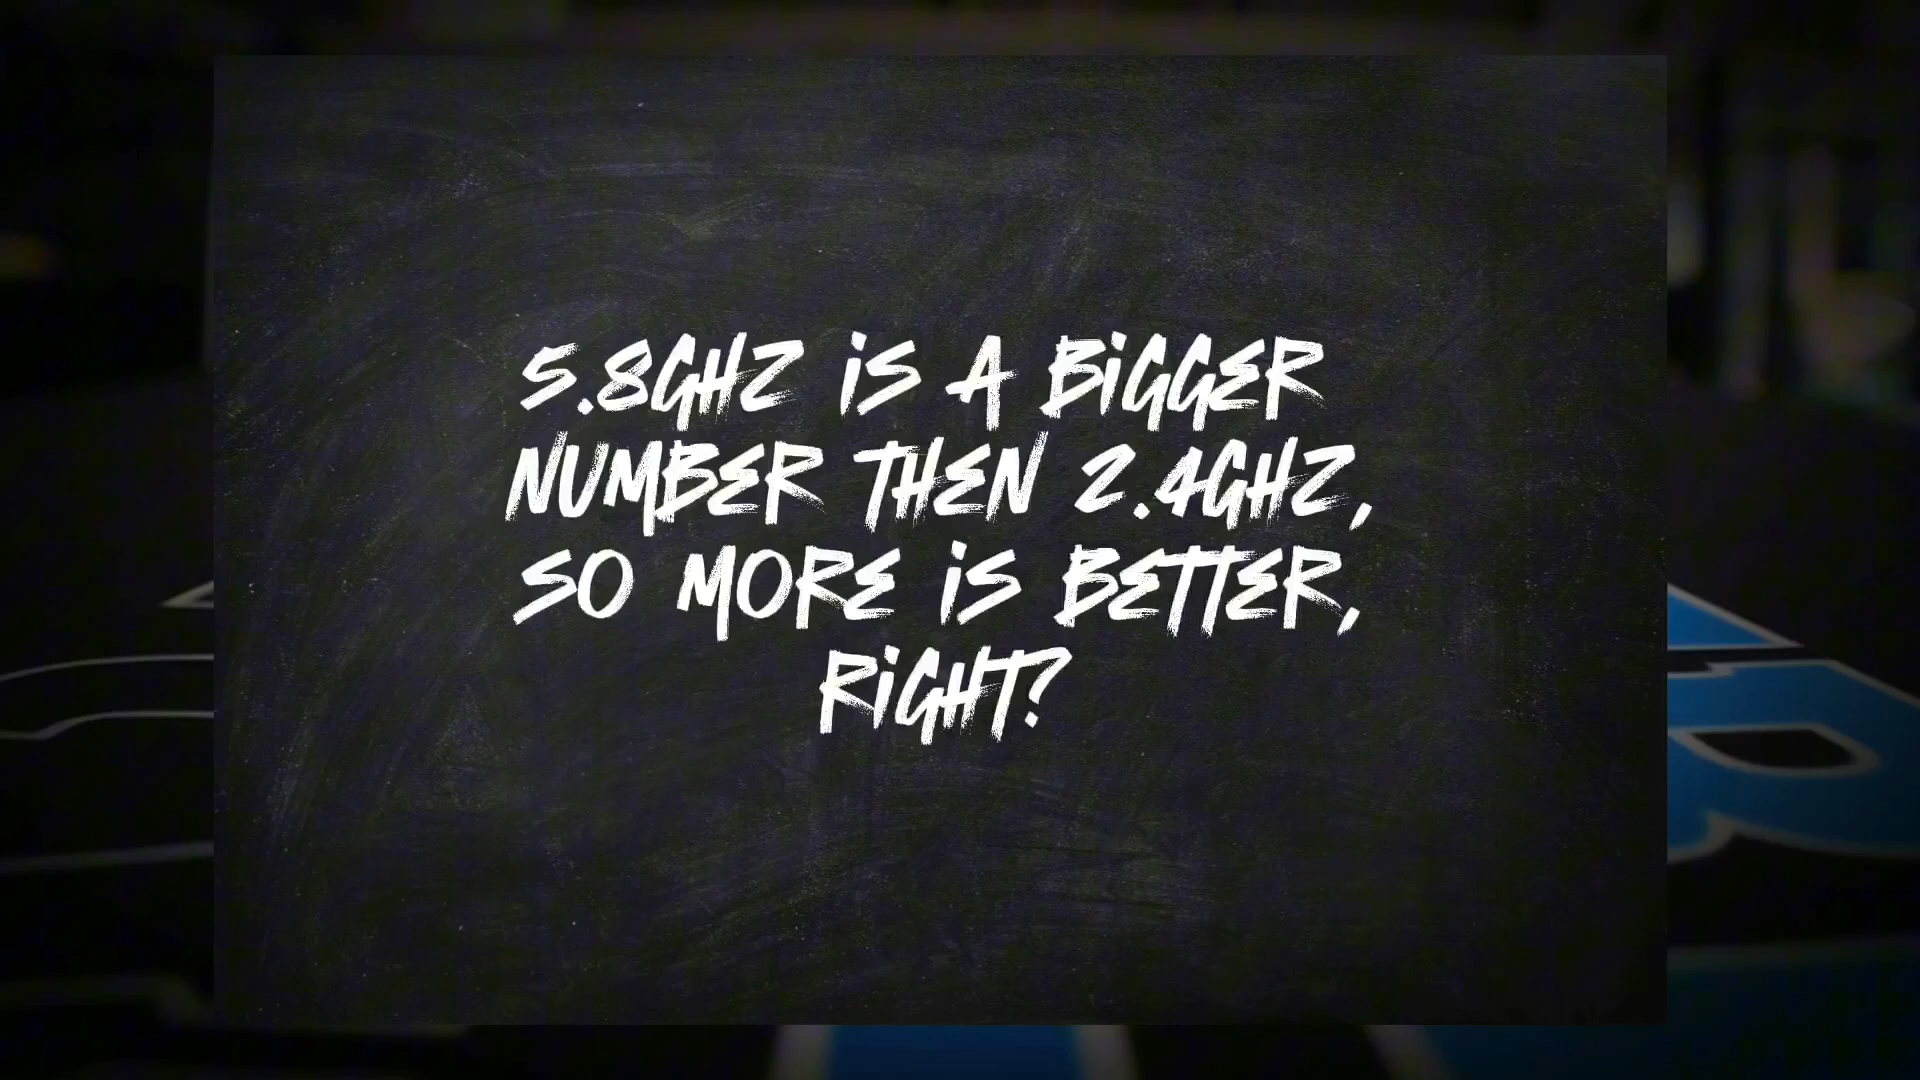 5.8GHZ iS A BiGGER
NUMBER THEN 2.4GHZ,
SO MORE iS BETTER,
RiGHT?